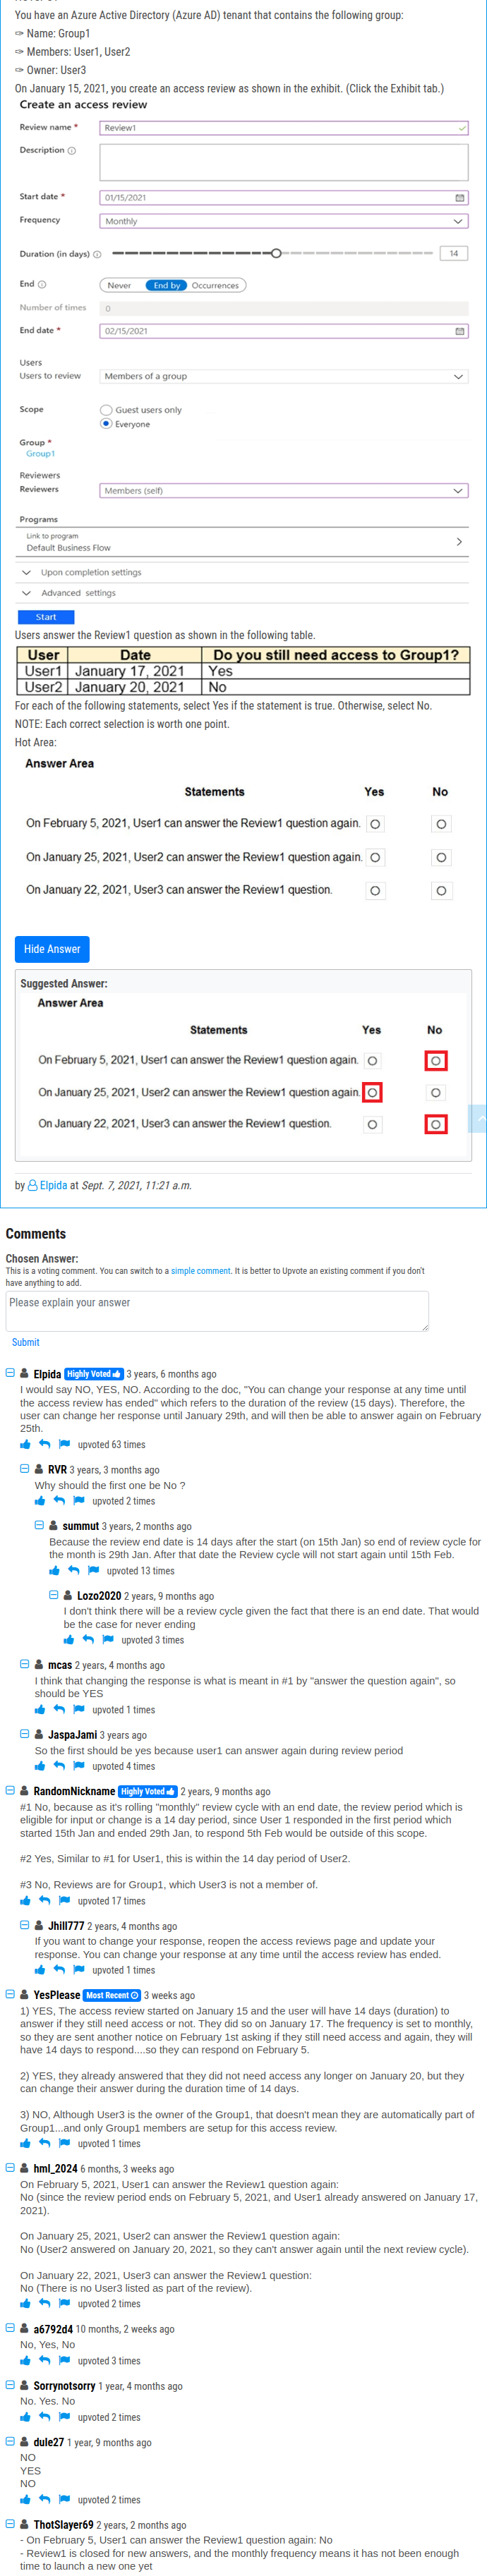 You have an Azure Active Directory (Azure AD) tenant that contains the following group:
✑ Name: Group1
✑ Members: User1, User2
✑ Owner: User3
On January 15, 2021, you create an access review as shown in the exhibit. (Click the Exhibit tab.)
Create an access review
Review name * Review1
Description
Start date * 01/15/2021
Frequency Monthly
Duration (in days) 14
End Never End by Occurrences
Number of times 0
End date * 02/15/2021
Users
Users to review Members of a group
Scope Guest users only
Everyone
Group *
Group1
Reviewers
Reviewers Members (self)
Programs
Link to program
Default Business Flow
Upon completion settings
Advanced settings
Start
Users answer the Review1 question as shown in the following table.
User Date Do you still need access to Group1?
User1 January 17, 2021 Yes
User2 January 20, 2021 No
For each of the following statements, select Yes if the statement is true. Otherwise, select No.
NOTE: Each correct selection is worth one point.
Hot Area:
Answer Area
Statements Yes No
On February 5, 2021, User1 can answer the Review1 question again.
On January 25, 2021, User2 can answer the Review1 question again.
On January 22, 2021, User3 can answer the Review1 question.
Hide Answer
Suggested Answer:
Answer Area
Statements Yes No
On February 5, 2021, User1 can answer the Review1 question again.
On January 25, 2021, User2 can answer the Review1 question again.
On January 22, 2021, User3 can answer the Review1 question.
by Elpida at Sept. 7, 2021, 11:21 a.m.
Comments
Chosen Answer:
This is a voting comment. You can switch to a simple comment. It is better to Upvote an existing comment if you don't
have anything to add.
Please explain your answer
Submit
Elpida Highly Voted 3 years, 6 months ago
I would say NO, YES, NO. According to the doc, "You can change your response at any time until
the access review has ended" which refers to the duration of the review (15 days). Therefore, the
user can change her response until January 29th, and will then be able to answer again on February
25th.
upvoted 63 times
RVR 3 years, 3 months ago
Why should the first one be No ?
upvoted 2 times
summut 3 years, 2 months ago
Because the review end date is 14 days after the start (on 15th Jan) so end of review cycle for
the month is 29th Jan. After that date the Review cycle will not start again until 15th Feb.
upvoted 13 times
Lozo2020 2 years, 9 months ago
I don't think there will be a review cycle given the fact that there is an end date. That would
be the case for never ending
upvoted 3 times
mcas 2 years, 4 months ago
I think that changing the response is what is meant in #1 by "answer the question again", so
should be YES
upvoted 1 times
JaspaJami 3 years ago
So the first should be yes because user1 can answer again during review period
upvoted 4 times
RandomNickname Highly Voted 2 years, 9 months ago
#1 No, because as it's rolling "monthly" review cycle with an end date, the review period which is
eligible for input or change is a 14 day period, since User 1 responded in the first period which
started 15th Jan and ended 29th Jan, to respond 5th Feb would be outside of this scope.
#2 Yes, Similar to #1 for User1, this is within the 14 day period of User2.
#3 No, Reviews are for Group1, which User3 is not a member of.
upvoted 17 times
Jhill777 2 years, 4 months ago
If you want to change your response, reopen the access reviews page and update your
response. You can change your response at any time until the access review has ended.
upvoted 1 times
YesPlease Most Recent 3 weeks ago
1) YES, The access review started on January 15 and the user will have 14 days (duration) to
answer if they still need access or not. They did so on January 17. The frequency is set to monthly,
so they are sent another notice on February 1st asking if they still need access and again, they will
have 14 days to respond....so they can respond on February 5.
2) YES, they already answered that they did not need access any longer on January 20, but they
can change their answer during the duration time of 14 days.
3) NO, Although User3 is the owner of the Group1, that doesn't mean they are automatically part of
Group1...and only Group1 members are setup for this access review.
upvoted 1 times
hml_2024 6 months, 3 weeks ago
On February 5, 2021, User1 can answer the Review1 question again:
No (since the review period ends on February 5, 2021, and User1 already answered on January 17,
2021).
On January 25, 2021, User2 can answer the Review1 question again:
No (User2 answered on January 20, 2021, so they can't answer again until the next review cycle).
On January 22, 2021, User3 can answer the Review1 question:
No (There is no User3 listed as part of the review).
upvoted 2 times
a6792d4 10 months, 2 weeks ago
No, Yes, No
upvoted 3 times
Sorrynotsorry 1 year, 4 months ago
No. Yes. No
upvoted 2 times
dule27 1 year, 9 months ago
NO
YES
NO
upvoted 2 times
ThotSlayer69 2 years, 2 months ago
- On February 5, User1 can answer the Review1 question again: No
- Review1 is closed for new answers, and the monthly frequency means it has not been enough
time to launch a new one yet